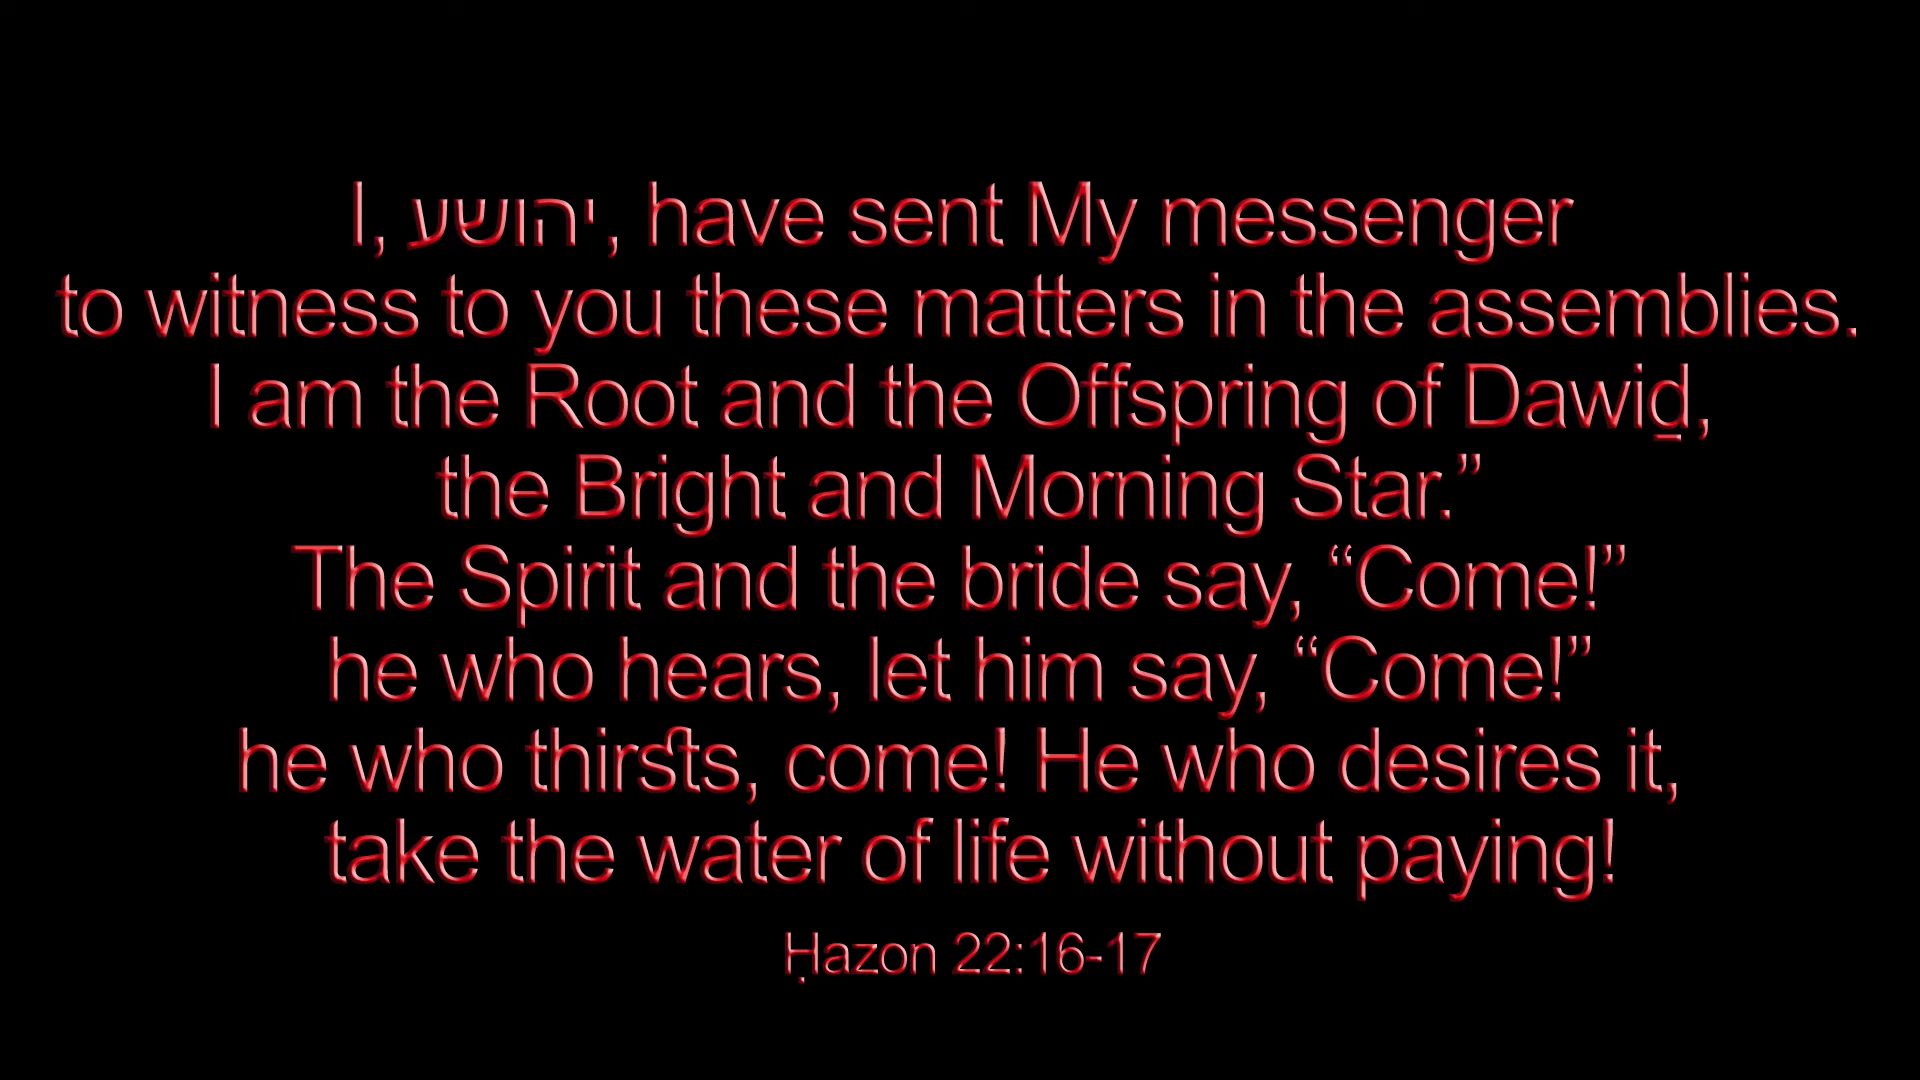 I, יהושע, have sent My messenger
to witness to you these matters in the assemblies.
I am the Root and the Offspring of Dawiḏ,
the Bright and Morning Star.”
The Spirit and the bride say, “Come!”
he who hears, let him say, “Come!”
he who thirsts, come! He who desires it,
take the water of life without paying!
Ḥazon 22:16-17